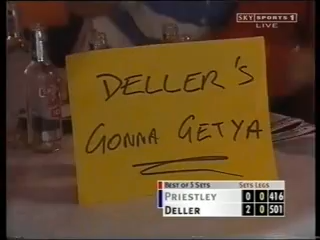 SKY SPORTS 1
LIVE
DELLER'S
GONNA GETYA
BEST OF 5 SETS SETS LEGS
PRIESTLEY 0 0 416
DELLER 2 0 501